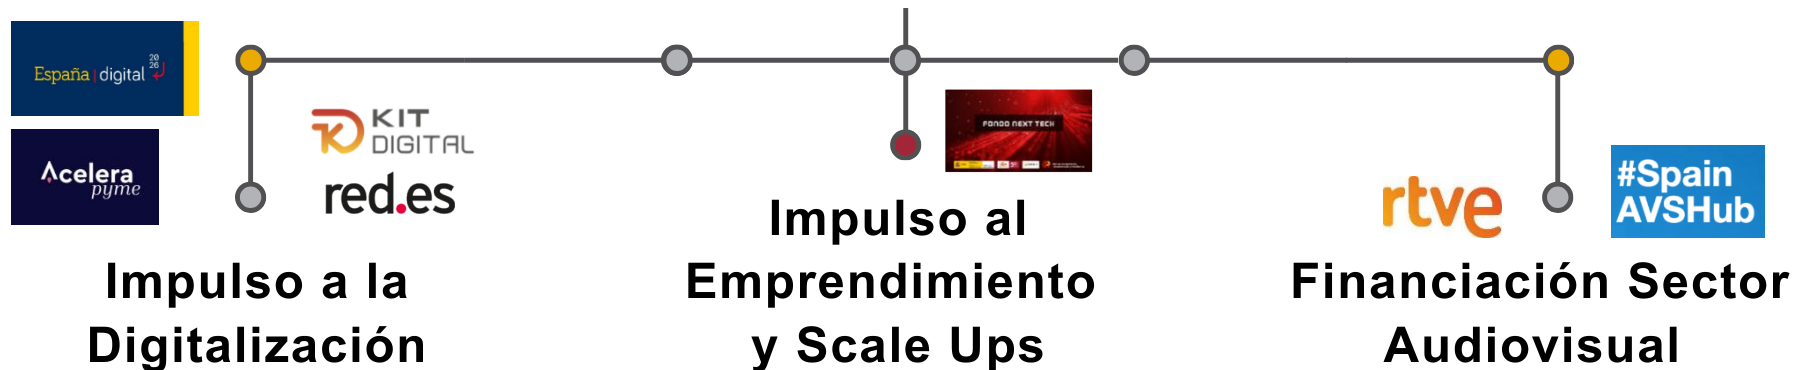 España | digital 2026
Acelera
pyme
KIT
DIGITAL
red.es
Impulso a la
Digitalización
FONDO NEXT TECH
Impulso al
Emprendimiento
y Scale Ups
rtve
#Spain
AVSHub
Financiación Sector
Audiovisual